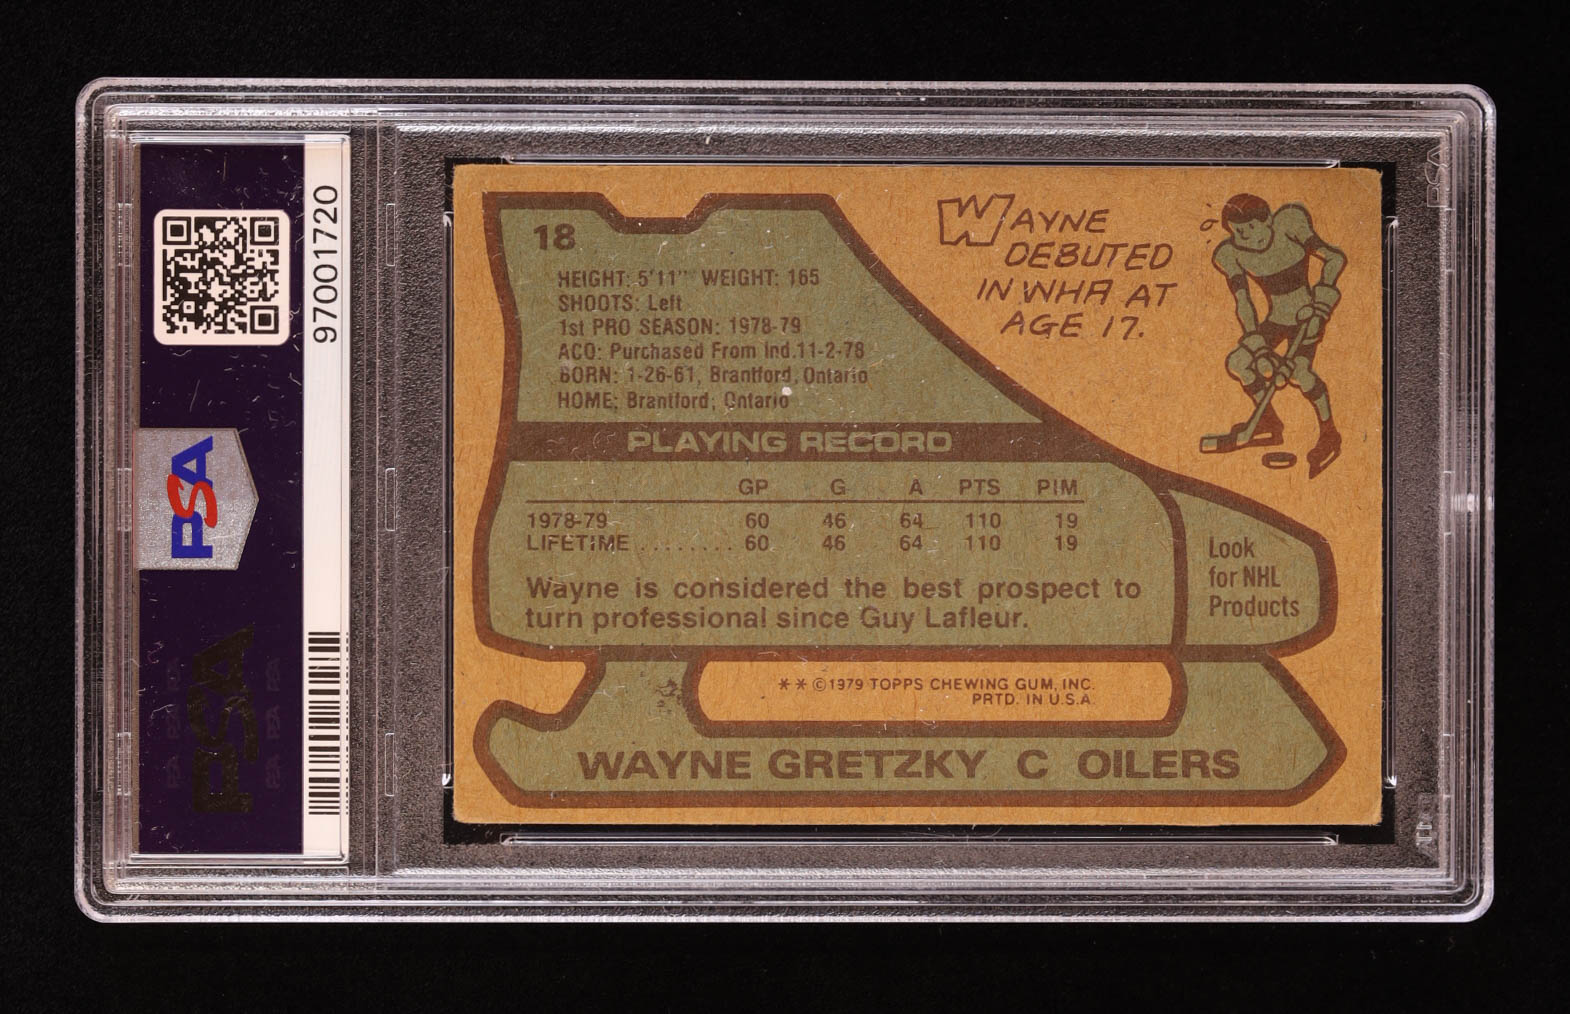 18
HEIGHT: 5'11" WEIGHT: 165
SHOOTS: Left
1st PRO SEASON: 1978-79
ACQ: Purchased From Ind.11-2-78
BORN: 1-26-61, Brantford, Ontario
HOME: Brantford, Ontario
WAYNE
DEBUTED
IN WHA AT
AGE 17.
PLAYING RECORD
GP G A PTS PIM
1978-79 60 46 64 110 19
LIFETIME ........ 60 46 64 110 19
Wayne is considered the best prospect to
turn professional since Guy Lafleur.
Look
for NHL
Products
** ©1979 TOPPS CHEWING GUM, INC.
PRTD. IN U.S.A.
WAYNE GRETZKY C OILERS
97001720
PSA
PSA